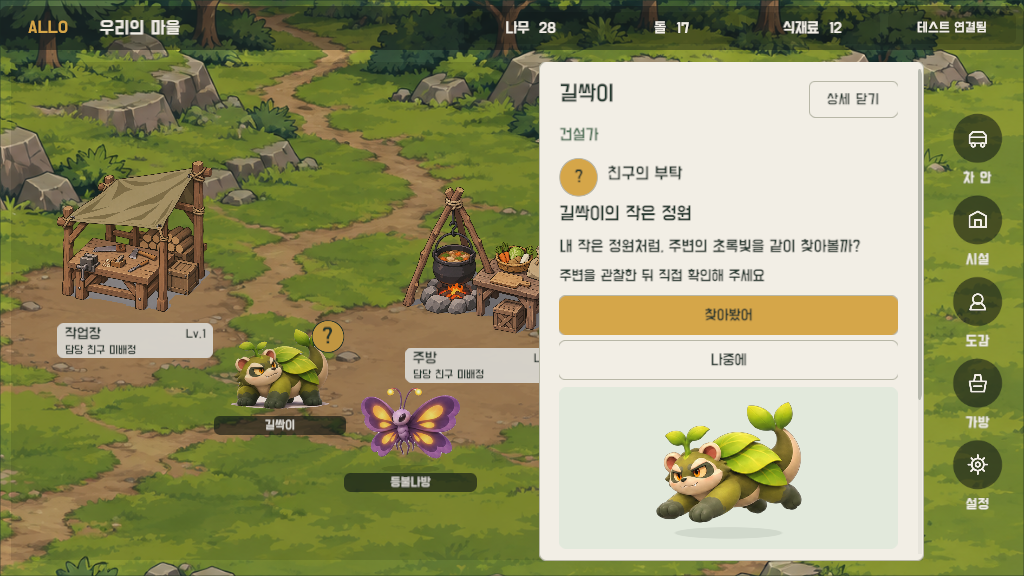 ALLO 우리의 마을 나무 28 돌 17 식재료 12 테스트 연결됨
길싹이
상세 닫기
건설가
? 친구의 부탁
길싹이의 작은 정원
내 작은 정원처럼, 주변의 초록빛을 같이 찾아볼까?
주변을 관찰한 뒤 직접 확인해 주세요
찾아봤어
나중에
작업장 Lv.1
담당 친구 미배정
?
주방
담당 친구 미배정
길싹이
등불나방
차 안
시설
도감
가방
설정